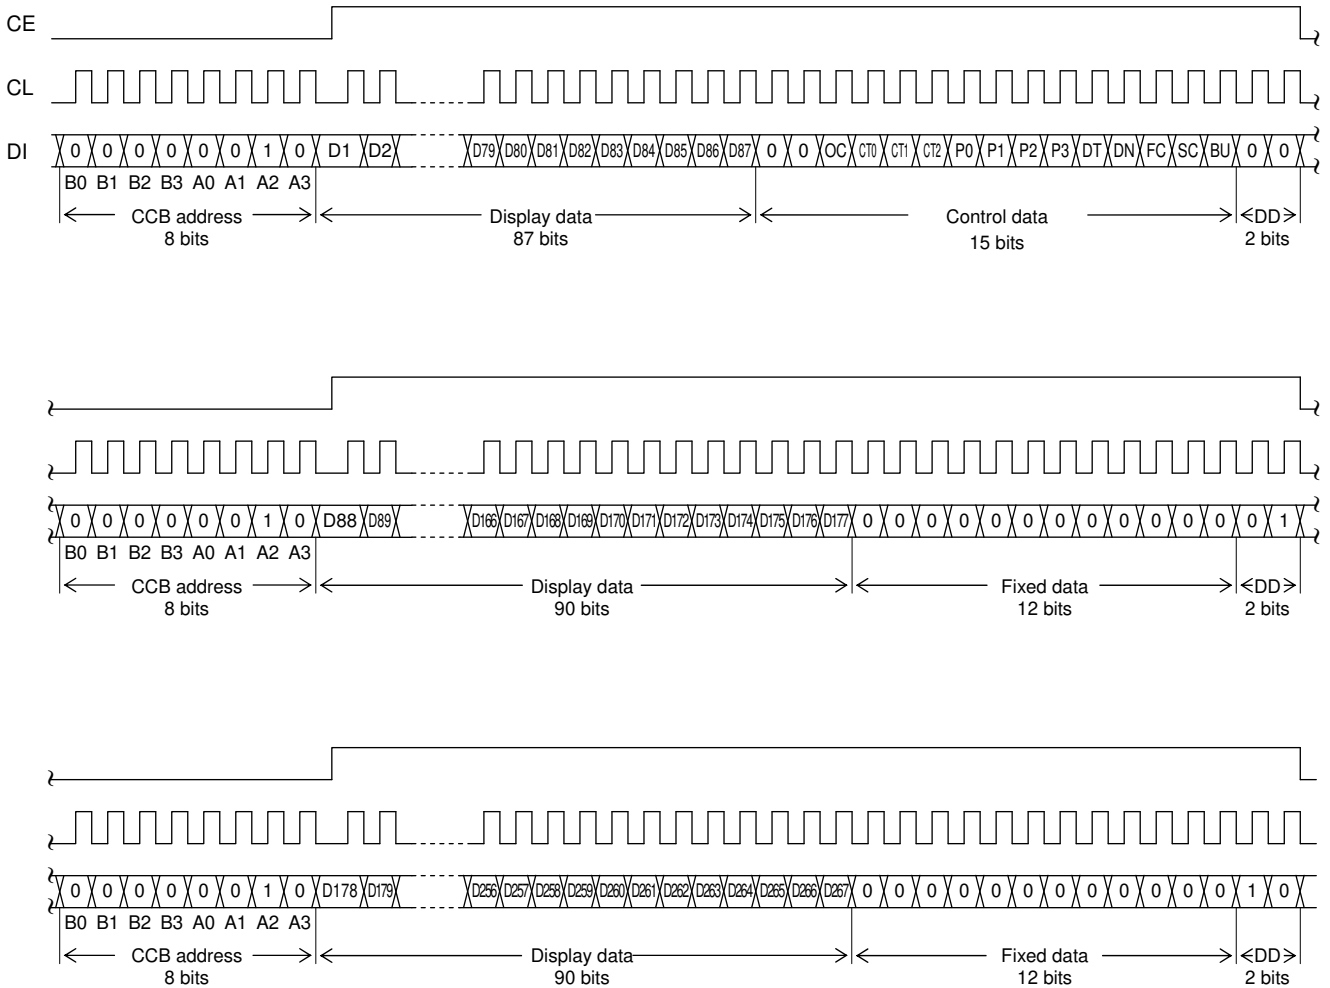 CE
CL
DI 0 0 0 0 0 0 1 0 D1 D2 D79 D80 D81 D82 D83 D84 D85 D86 D87 0 0 OC CT0 CT1 CT2 P0 P1 P2 P3 DT DN FC SC BU 0 0
B0 B1 B2 B3 A0 A1 A2 A3
CCB address Display data Control data DD
8 bits 87 bits 15 bits 2 bits
0 0 0 0 0 0 1 0 D88 D89 D166 D167 D168 D169 D170 D171 D172 D173 D174 D175 D176 D177 0 0 0 0 0 0 0 0 0 0 0 0 0 1
B0 B1 B2 B3 A0 A1 A2 A3
CCB address Display data Fixed data DD
8 bits 90 bits 12 bits 2 bits
0 0 0 0 0 0 1 0 D178 D179 D256 D257 D258 D259 D260 D261 D262 D263 D264 D265 D266 D267 0 0 0 0 0 0 0 0 0 0 0 0 1 0
B0 B1 B2 B3 A0 A1 A2 A3
CCB address Display data Fixed data DD
8 bits 90 bits 12 bits 2 bits